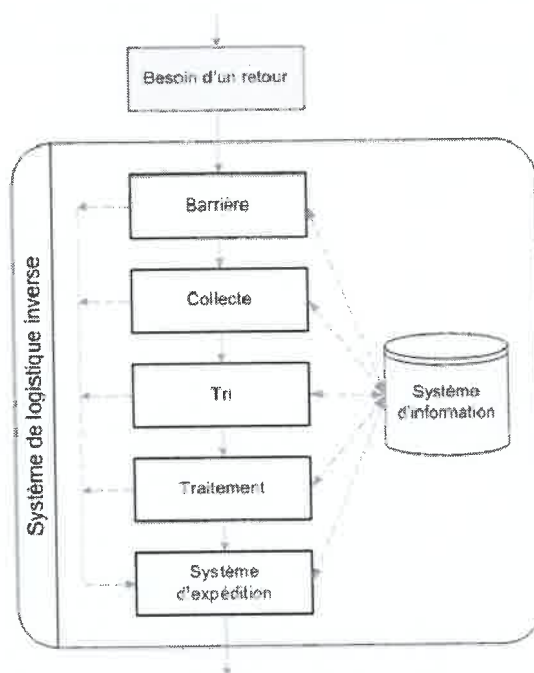 Besoin d'un retour
Système de logistique inverse
Barrière
Collecte
Tri
Traitement
Système
d'expédition
Système
d'information